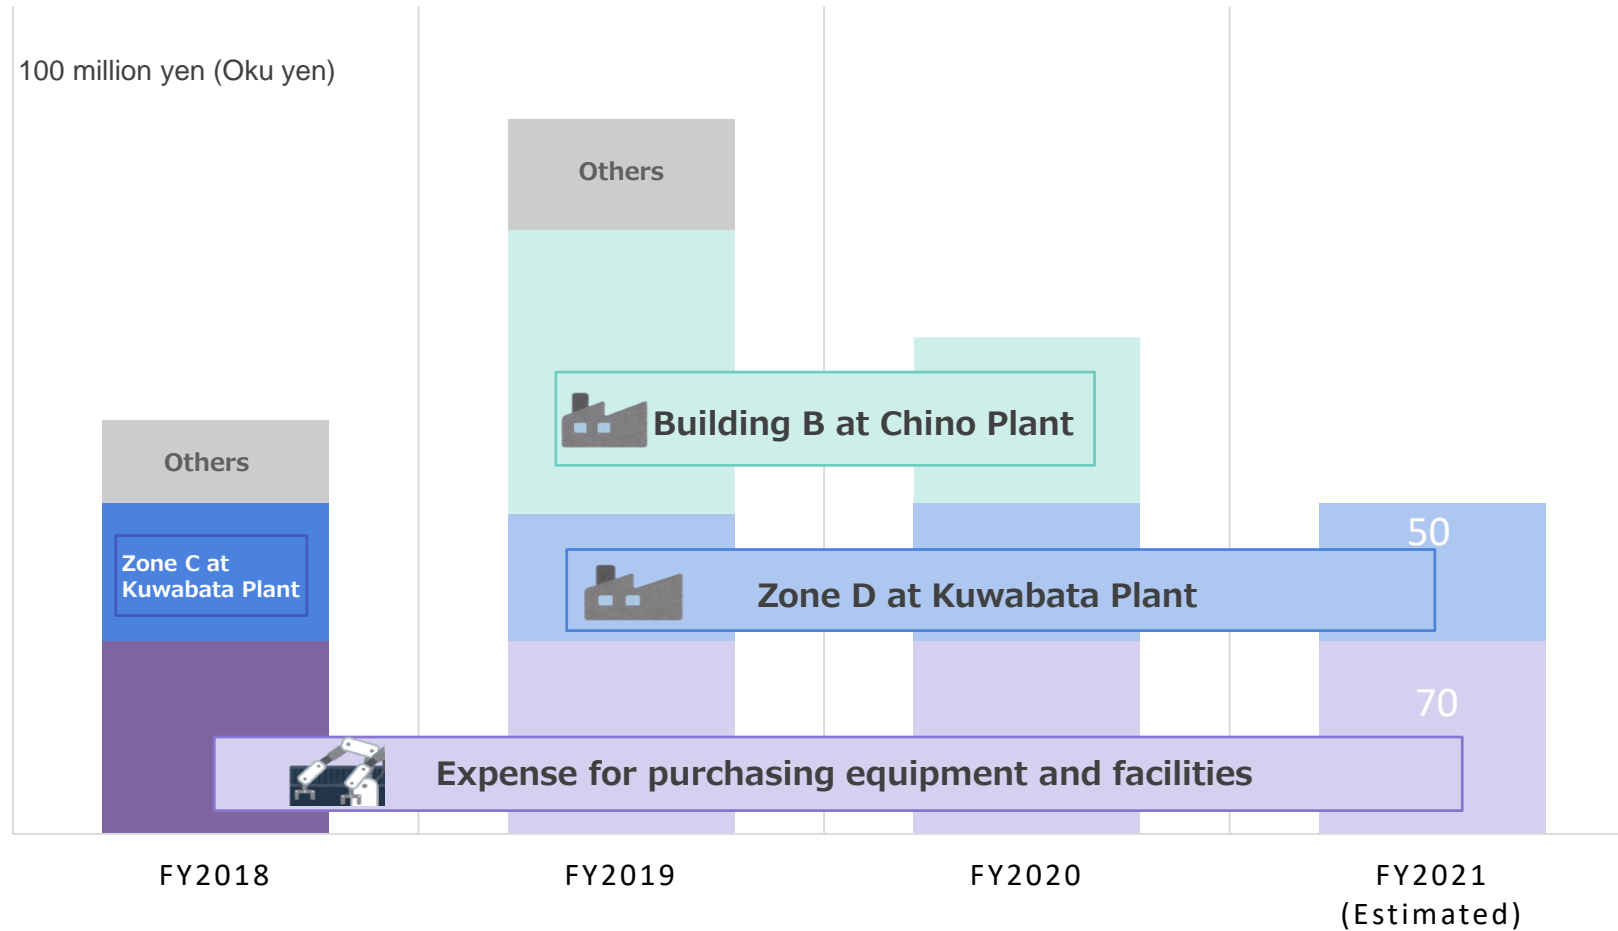 100 million yen (Oku yen)
Others
Others
Building B at Chino Plant
50
Zone C at
Kuwabata Plant
Zone D at Kuwabata Plant
70
Expense for purchasing equipment and facilities
FY2018
FY2019
FY2020
FY2021
(Estimated)